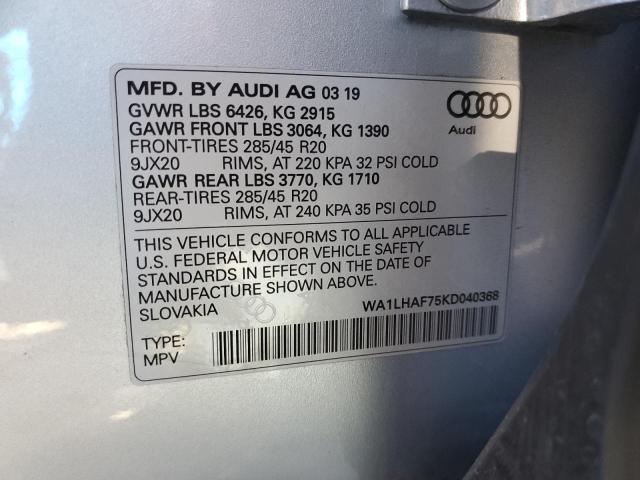 MFD. BY AUDI AG 03 19
GVWR LBS 6426, KG 2915
GAWR FRONT LBS 3064, KG 1390
FRONT-TIRES 285/45 R20
9JX20 RIMS, AT 220 KPA 32 PSI COLD
GAWR REAR LBS 3770, KG 1710
REAR-TIRES 285/45 R20
9JX20 RIMS, AT 240 KPA 35 PSI COLD
Audi
THIS VEHICLE CONFORMS TO ALL APPLICABLE
U.S. FEDERAL MOTOR VEHICLE SAFETY
STANDARDS IN EFFECT ON THE DATE OF
MANUFACTURE SHOWN ABOVE.
SLOVAKIA
WA1LHAF75KD040368
TYPE:
MPV